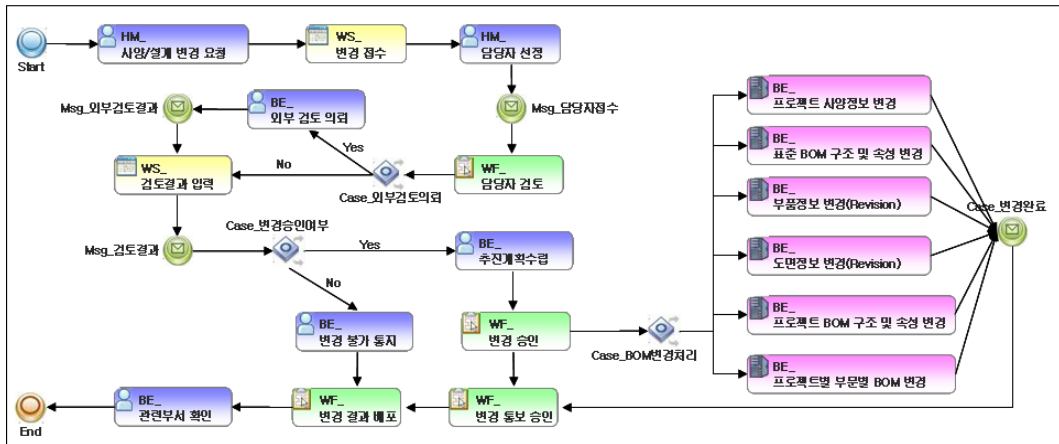 HM_
사양/설계 변경 요청
WS_
변경 접수
HM_
담당자 선정
Start
Msg_외부검토결과
BE_
외부 검토 의뢰
Msg_담당자접수
BE_
프로젝트 사양정보 변경
Yes
BE_
표준 BOM 구조 및 속성 변경
WS_
검토결과 입력
No
Case_외부검토의뢰
WF_
담당자 검토
BE_
부품정보 변경(Revision)
Case_변경완료
Case_변경승인여부
Msg_검토결과
Yes
BE_
추진계획수립
BE_
도면정보 변경(Revision)
No
BE_
변경 불가 통지
WF_
변경 승인
Case_BOM변경처리
BE_
프로젝트 BOM 구조 및 속성 변경
BE_
프로젝트별 부문별 BOM 변경
End
BE_
관련부서 확인
WF_
변경 결과 배포
WF_
변경 통보 승인